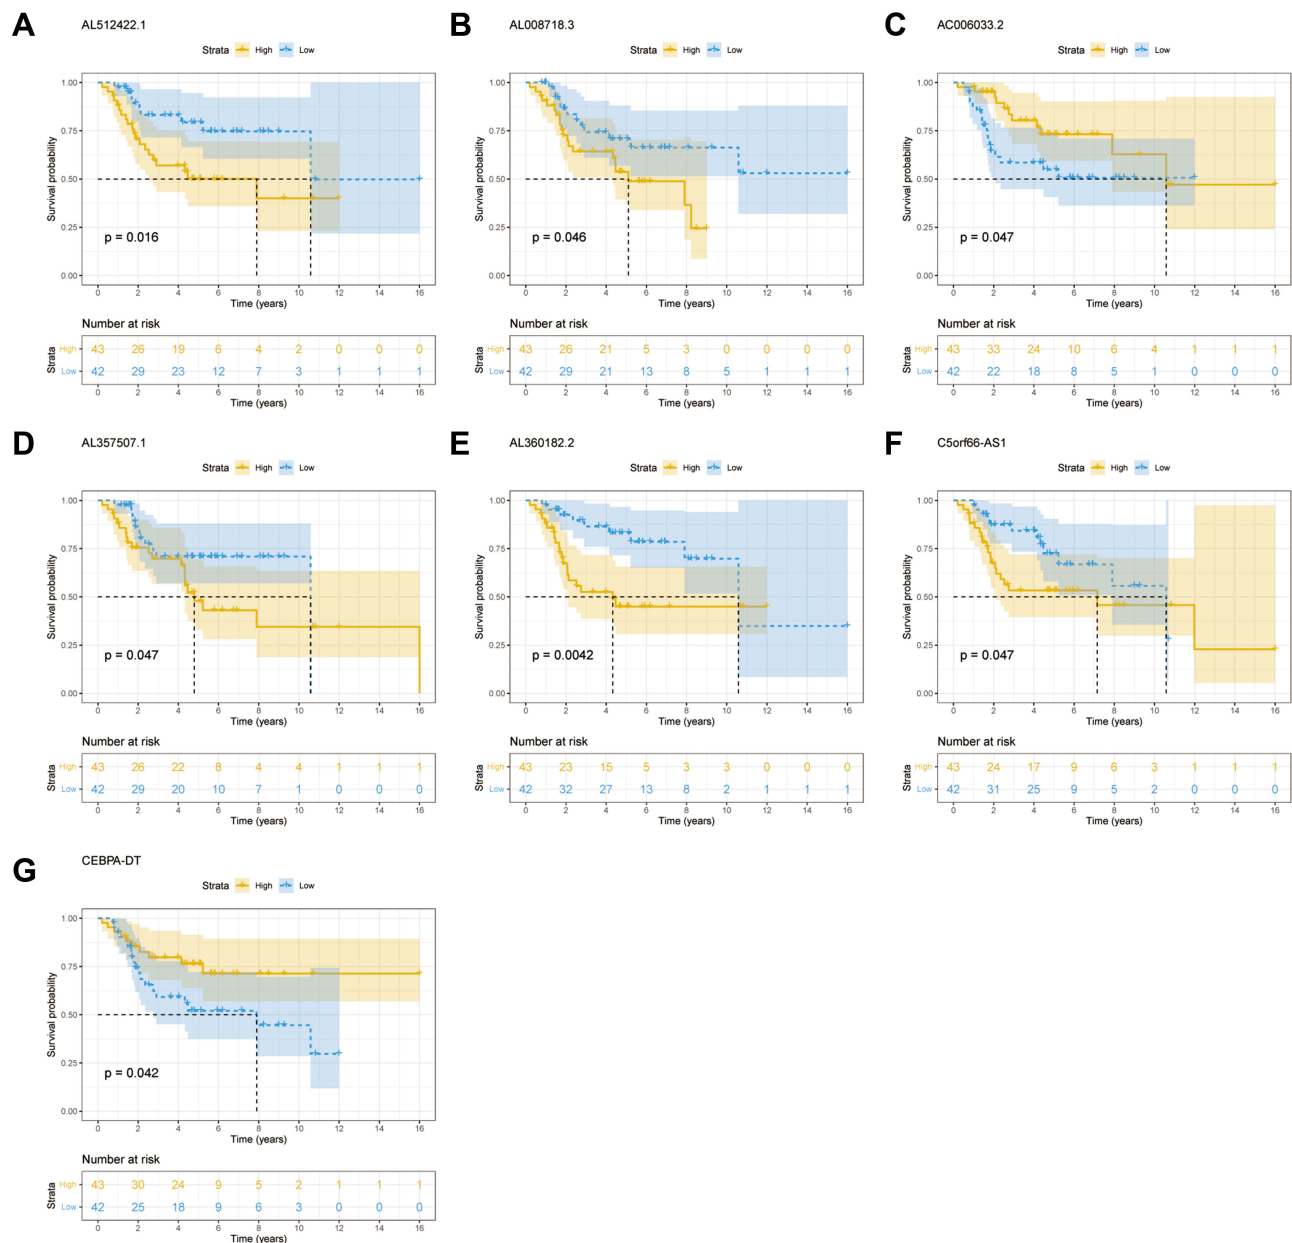 A
AL512422.1
Strata High Low
Survival probability
1.00
0.75
0.50
0.25
0.00
p = 0.016
0 2 4 6 8 10 12 14 16
Time (years)
Number at risk
Strata
High 43 26 19 6 4 2 0 0 0
Low 42 29 23 12 7 3 1 1 1
0 2 4 6 8 10 12 14 16
Time (years)
B
AL008718.3
Strata High Low
Survival probability
1.00
0.75
0.50
0.25
0.00
p = 0.046
0 2 4 6 8 10 12 14 16
Time (years)
Number at risk
Strata
High 43 26 21 5 3 0 0 0 0
Low 42 29 21 13 8 5 1 1 1
0 2 4 6 8 10 12 14 16
Time (years)
C
AC006033.2
Strata High Low
Survival probability
1.00
0.75
0.50
0.25
0.00
p = 0.047
0 2 4 6 8 10 12 14 16
Time (years)
Number at risk
Strata
High 43 33 24 10 6 4 1 1 1
Low 42 22 18 8 5 1 0 0 0
0 2 4 6 8 10 12 14 16
Time (years)
D
AL357507.1
Strata High Low
Survival probability
1.00
0.75
0.50
0.25
0.00
p = 0.047
0 2 4 6 8 10 12 14 16
Time (years)
Number at risk
Strata
High 43 26 22 8 4 4 1 1 1
Low 42 29 20 10 7 1 0 0 0
0 2 4 6 8 10 12 14 16
Time (years)
E
AL360182.2
Strata High Low
Survival probability
1.00
0.75
0.50
0.25
0.00
p = 0.0042
0 2 4 6 8 10 12 14 16
Time (years)
Number at risk
Strata
High 43 23 15 5 3 3 0 0 0
Low 42 32 27 13 8 2 1 1 1
0 2 4 6 8 10 12 14 16
Time (years)
F
C5orf66-AS1
Strata High Low
Survival probability
1.00
0.75
0.50
0.25
0.00
p = 0.047
0 2 4 6 8 10 12 14 16
Time (years)
Number at risk
Strata
High 43 24 17 9 6 3 1 1 1
Low 42 31 25 9 5 2 0 0 0
0 2 4 6 8 10 12 14 16
Time (years)
G
CEBPA-DT
Strata High Low
Survival probability
1.00
0.75
0.50
0.25
0.00
p = 0.042
0 2 4 6 8 10 12 14 16
Time (years)
Number at risk
Strata
High 43 30 24 9 5 2 1 1 1
Low 42 25 18 9 6 3 0 0 0
0 2 4 6 8 10 12 14 16
Time (years)